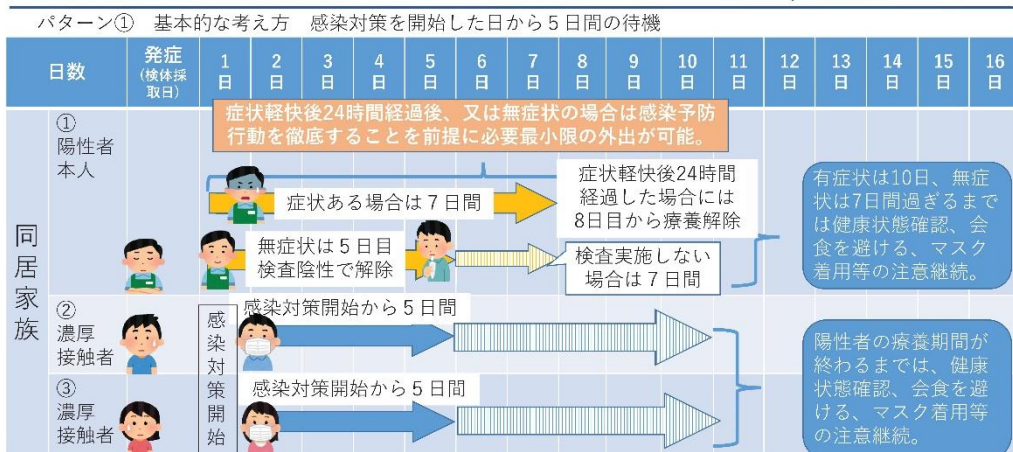 パターン① 基本的な考え方 感染対策を開始した日から５日間の待機
日数
発症
(検体採
取日)
1
日
2
日
3
日
4
日
5
日
6
日
7
日
8
日
9
日
10
日
11
日
12
日
13
日
14
日
15
日
16
日
同居家族
①
陽性者
本人
症状軽快後24時間経過後、又は無症状の場合は感染予防
行動を徹底することを前提に必要最小限の外出が可能。
症状ある場合は７日間
症状軽快後24時間
経過した場合には
8日目から療養解除
無症状は５日目
検査陰性で解除
検査実施しない
場合は７日間
有症状は10日、無症
状は7日間過ぎるまで
は健康状態確認、会
食を避ける、マスク
着用等の注意継続。
②
濃厚
接触者
感染対策開始
感染対策開始から５日間
③
濃厚
接触者
感染対策開始から５日間
陽性者の療養期間が
終わるまでは、健康
状態確認、会食を避
ける、マスク着用等
の注意継続。